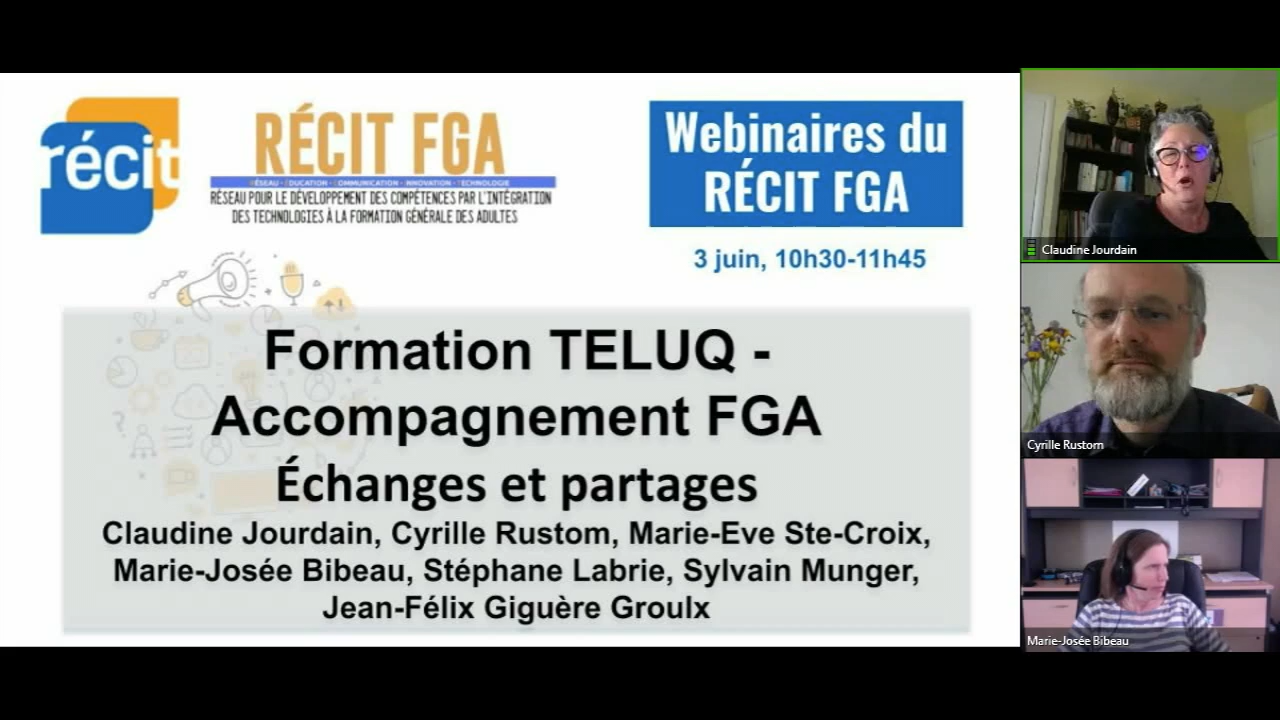 récit
RÉCIT FGA
RÉSEAU · ÉDUCATION · COMMUNICATION · INNOVATION · TECHNOLOGIE
RÉSEAU POUR LE DÉVELOPPEMENT DES COMPÉTENCES PAR L'INTÉGRATION
DES TECHNOLOGIES À LA FORMATION GÉNÉRALE DES ADULTES
Webinaires du
RÉCIT FGA
3 juin, 10h30-11h45
Formation TELUQ -
Accompagnement FGA
Échanges et partages
Claudine Jourdain, Cyrille Rustom, Marie-Eve Ste-Croix,
Marie-Josée Bibeau, Stéphane Labrie, Sylvain Munger,
Jean-Félix Giguère Groulx
Claudine Jourdain
Cyrille Rustom
Marie-Josée Bibeau